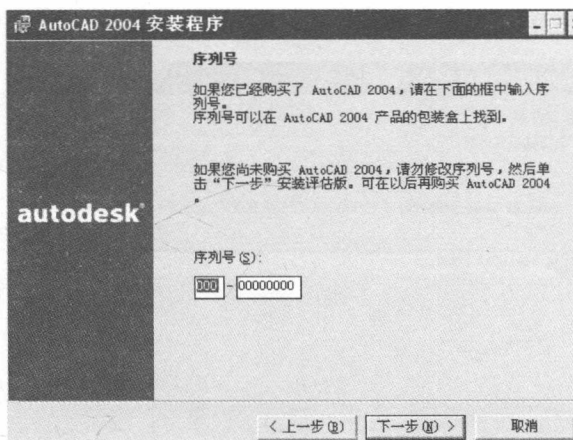 AutoCAD 2004 安装程序
序列号
如果您已经购买了 AutoCAD 2004，请在下面的框中输入序
列号。
序列号可以在 AutoCAD 2004 产品的包装盒上找到。
如果您尚未购买 AutoCAD 2004，请勿修改序列号，然后单
击“下一步”安装评估版。可在以后再购买 AutoCAD 2004
。
autodesk®
序列号(S):
000 - 00000000
< 上一步(B) 下一步(N) > 取消